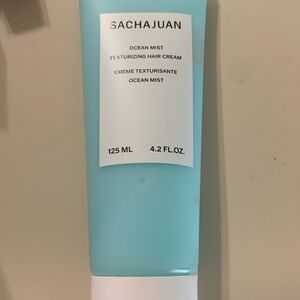 SACHAJUAN
OCEAN MIST
TEXTURIZING HAIR CREAM
CRÈME TEXTURISANTE
OCEAN MIST
125 ML 4.2 FL.OZ.